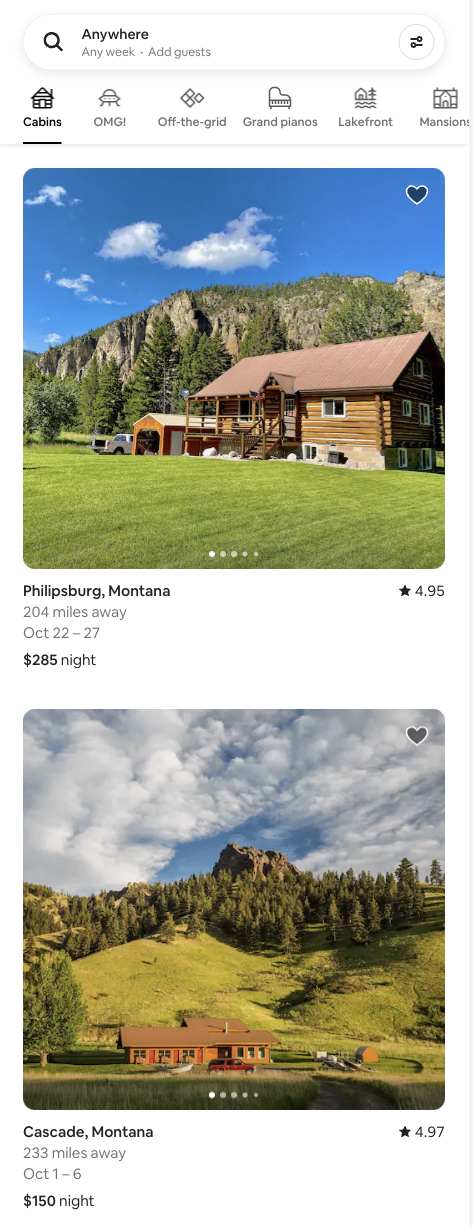 Anywhere
Any week · Add guests
Cabins
OMG!
Off-the-grid
Grand pianos
Lakefront
Mansions
Philipsburg, Montana
★ 4.95
204 miles away
Oct 22 – 27
$285 night
Cascade, Montana
★ 4.97
233 miles away
Oct 1 – 6
$150 night